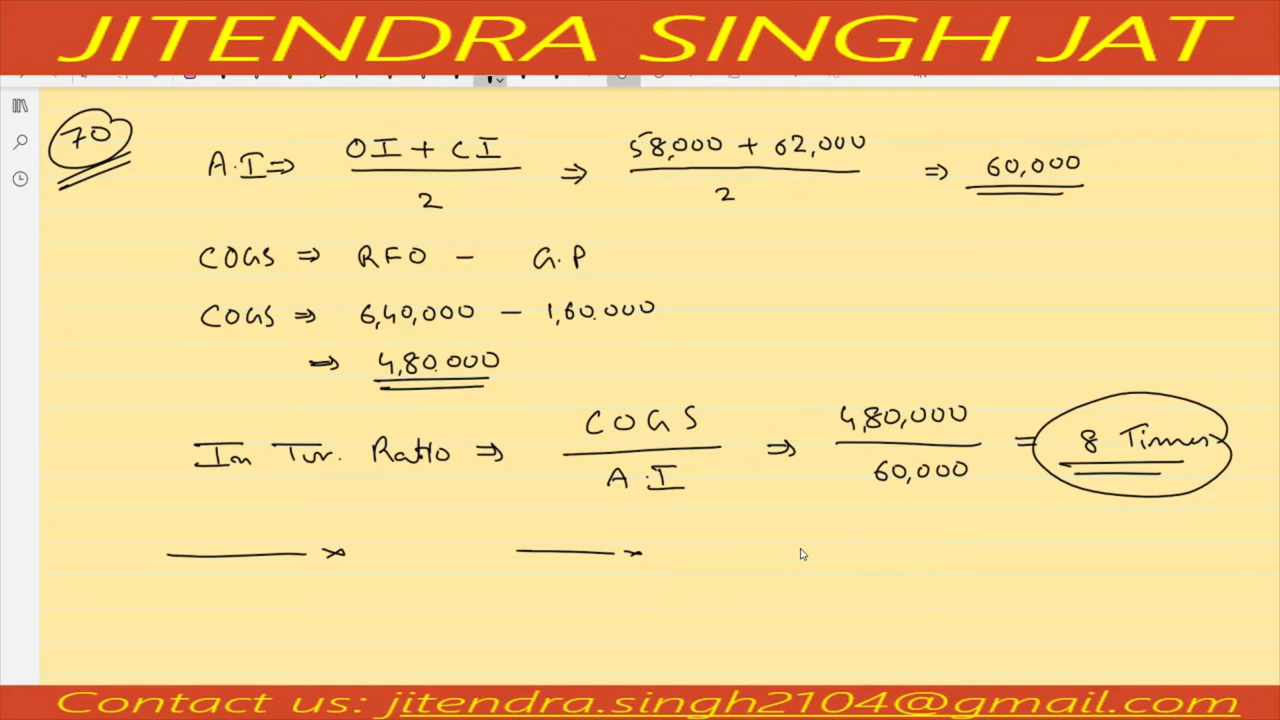 JITENDRA SINGH JAT
70
A.I ⇒ OI + CI / 2 ⇒ 58,000 + 62,000 / 2 ⇒ 60,000
COGS ⇒ RFO - G.P
COGS ⇒ 6,40,000 - 1,60.000
⇒ 4,80.000
In Tur. Ratio ⇒ COGS / A.I ⇒ 4,80,000 / 60,000 = 8 Times
Contact us: jitendra.singh2104@gmail.com